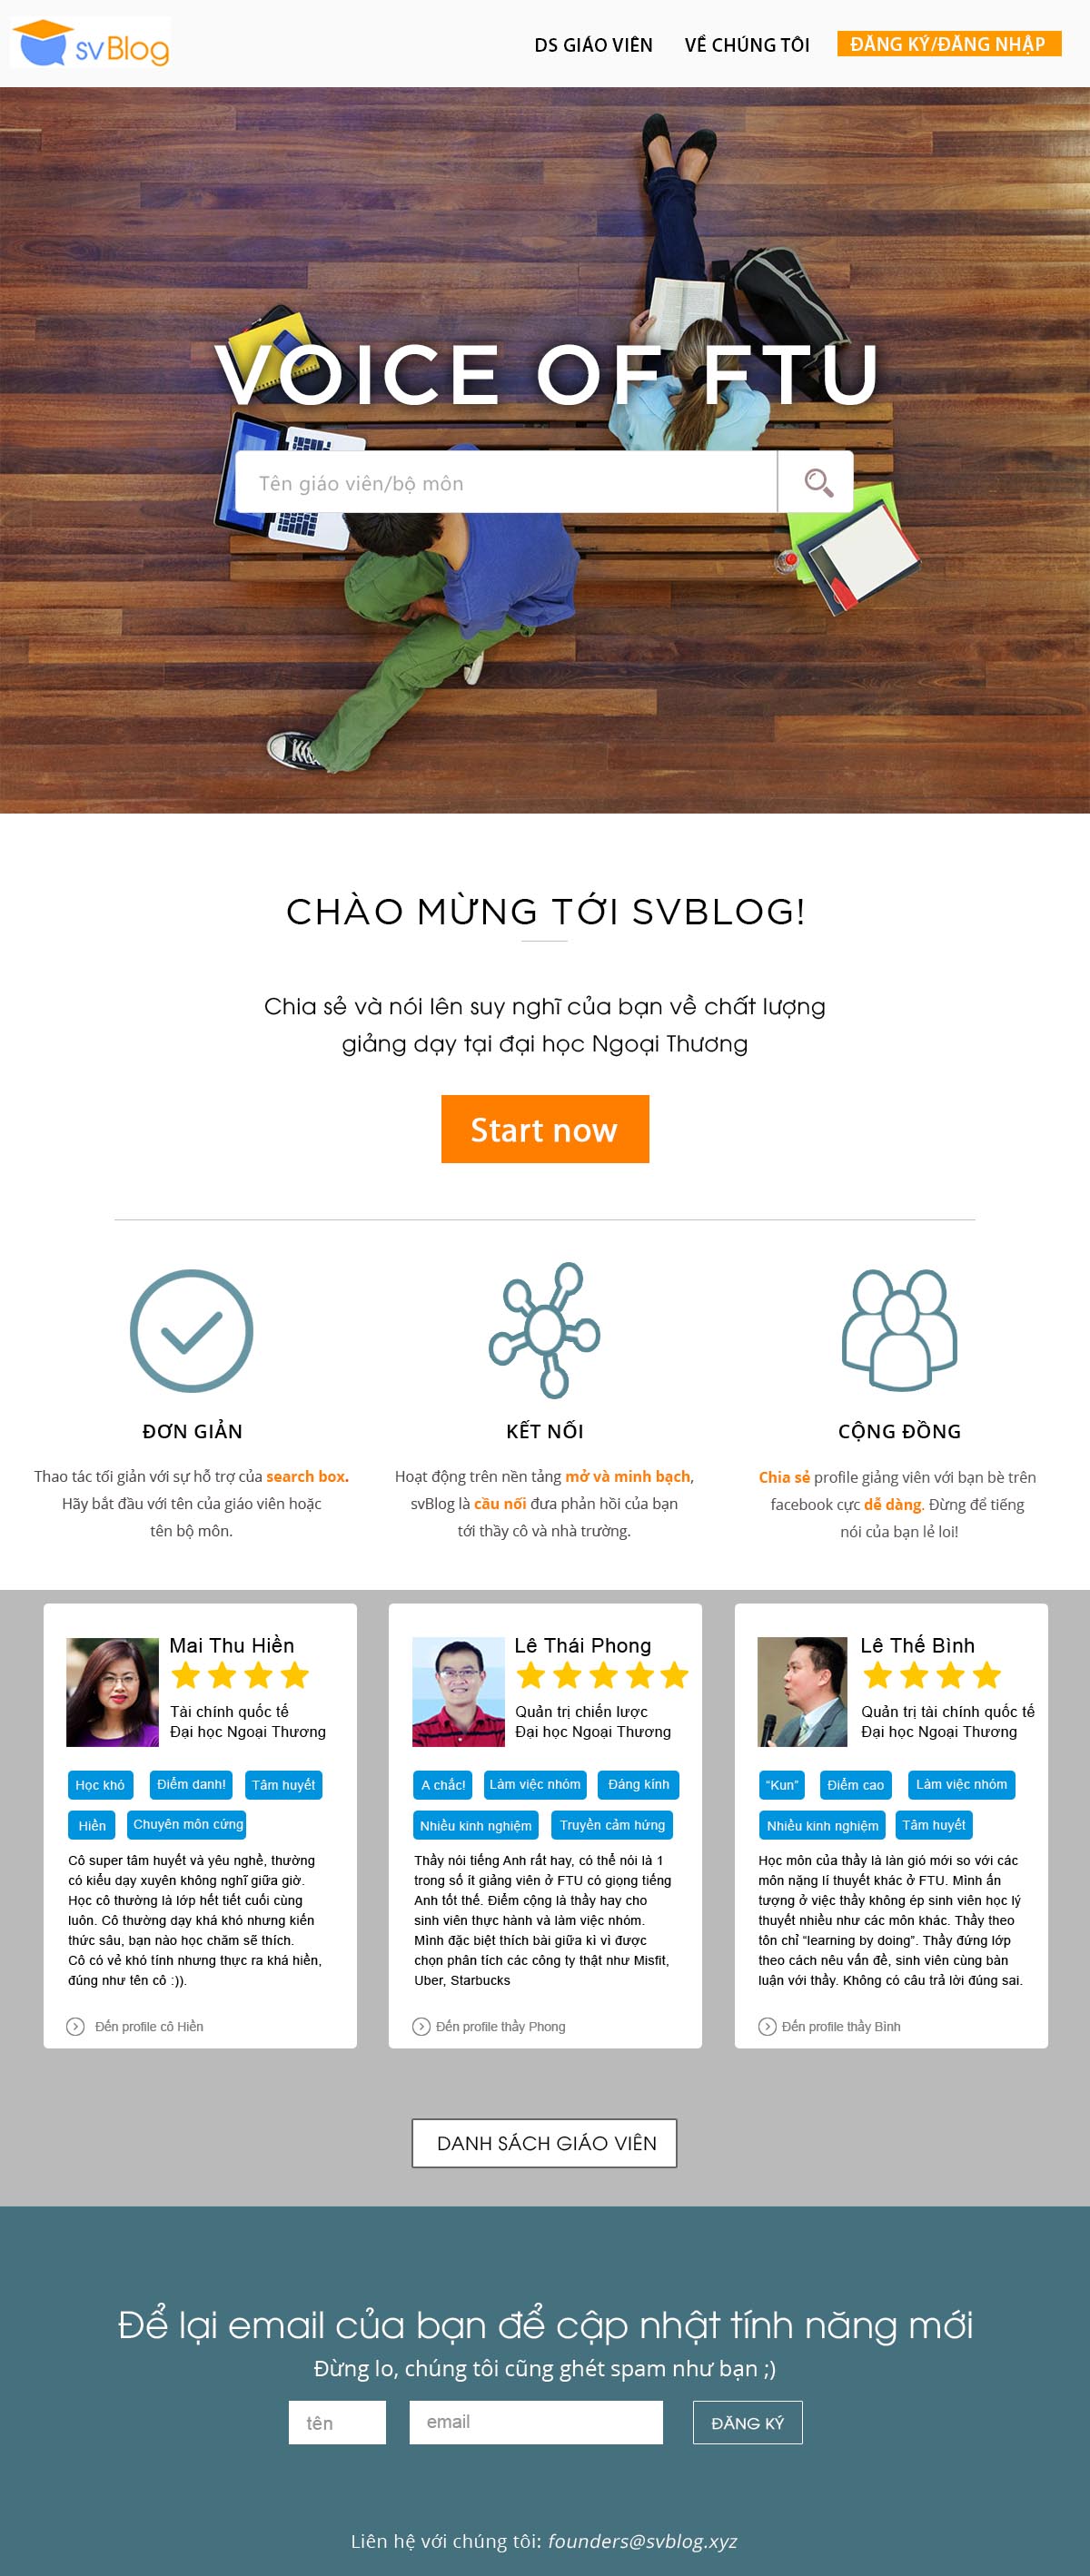 svBlog
DS GIÁO VIÊN VỀ CHÚNG TÔI ĐĂNG KÝ/ĐĂNG NHẬP
VOICE OF FTU
Tên giáo viên/bộ môn
CHÀO MỪNG TỚI SVBLOG!
Chia sẻ và nói lên suy nghĩ của bạn về chất lượng
giảng dạy tại đại học Ngoại Thương
Start now
ĐƠN GIẢN
Thao tác tối giản với sự hỗ trợ của search box.
Hãy bắt đầu với tên của giáo viên hoặc
tên bộ môn.
KẾT NỐI
Hoạt động trên nền tảng mở và minh bạch,
svBlog là cầu nối đưa phản hồi của bạn
tới thầy cô và nhà trường.
CỘNG ĐỒNG
Chia sẻ profile giảng viên với bạn bè trên
facebook cực dễ dàng. Đừng để tiếng
nói của bạn lẻ loi!
Mai Thu Hiền
Tài chính quốc tế
Đại học Ngoại Thương
Học khó Điểm danh! Tâm huyết
Hiền Chuyên môn cứng
Cô super tâm huyết và yêu nghề, thường
có kiểu dạy xuyên không nghĩ giữa giờ.
Học cô thường là lớp hết tiết cuối cùng
luôn. Cô thường dạy khá khó nhưng kiến
thức sâu, bạn nào học chăm sẽ thích.
Cô có vẻ khó tính nhưng thực ra khá hiền,
đúng như tên cô :)).
Đến profile cô Hiền
Lê Thái Phong
Quản trị chiến lược
Đại học Ngoại Thương
A chắc! Làm việc nhóm Đáng kính
Nhiều kinh nghiệm Truyền cảm hứng
Thầy nói tiếng Anh rất hay, có thể nói là 1
trong số ít giảng viên ở FTU có giọng tiếng
Anh tốt thế. Điểm cộng là thầy hay cho
sinh viên thực hành và làm việc nhóm.
Mình đặc biệt thích bài giữa kì vì được
chọn phân tích các công ty thật như Misfit,
Uber, Starbucks
Đến profile thầy Phong
Lê Thế Bình
Quản trị tài chính quốc tế
Đại học Ngoại Thương
“Kun” Điểm cao Làm việc nhóm
Nhiều kinh nghiệm Tâm huyết
Học môn của thầy là làn gió mới so với các
môn nặng lí thuyết khác ở FTU. Mình ấn
tượng ở việc thầy không ép sinh viên học lý
thuyết nhiều như các môn khác. Thầy theo
tôn chỉ “learning by doing”. Thầy đứng lớp
theo cách nêu vấn đề, sinh viên cùng bàn
luận với thầy. Không có câu trả lời đúng sai.
Đến profile thầy Bình
DANH SÁCH GIÁO VIÊN
Để lại email của bạn để cập nhật tính năng mới
Đừng lo, chúng tôi cũng ghét spam như bạn ;)
tên email ĐĂNG KÝ
Liên hệ với chúng tôi: founders@svblog.xyz